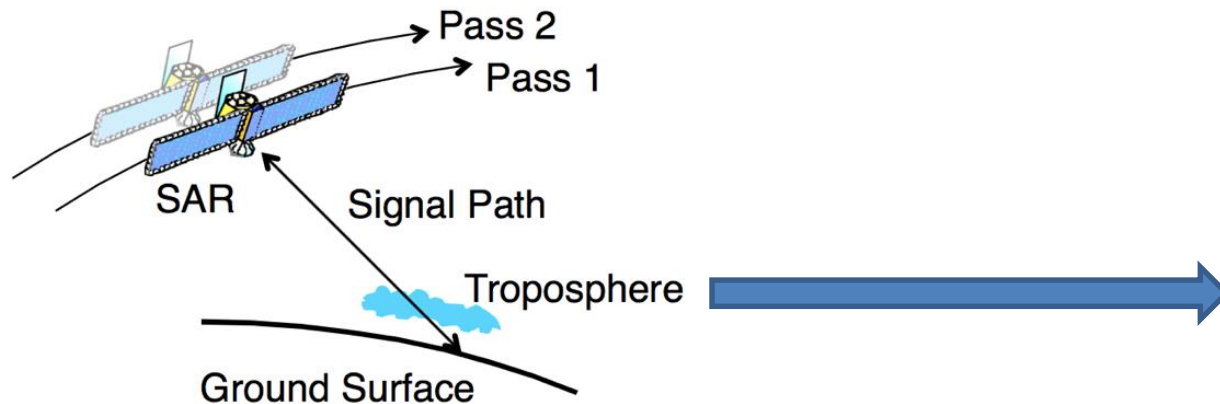 Pass 2
Pass 1
SAR
Signal Path
Troposphere
Ground Surface